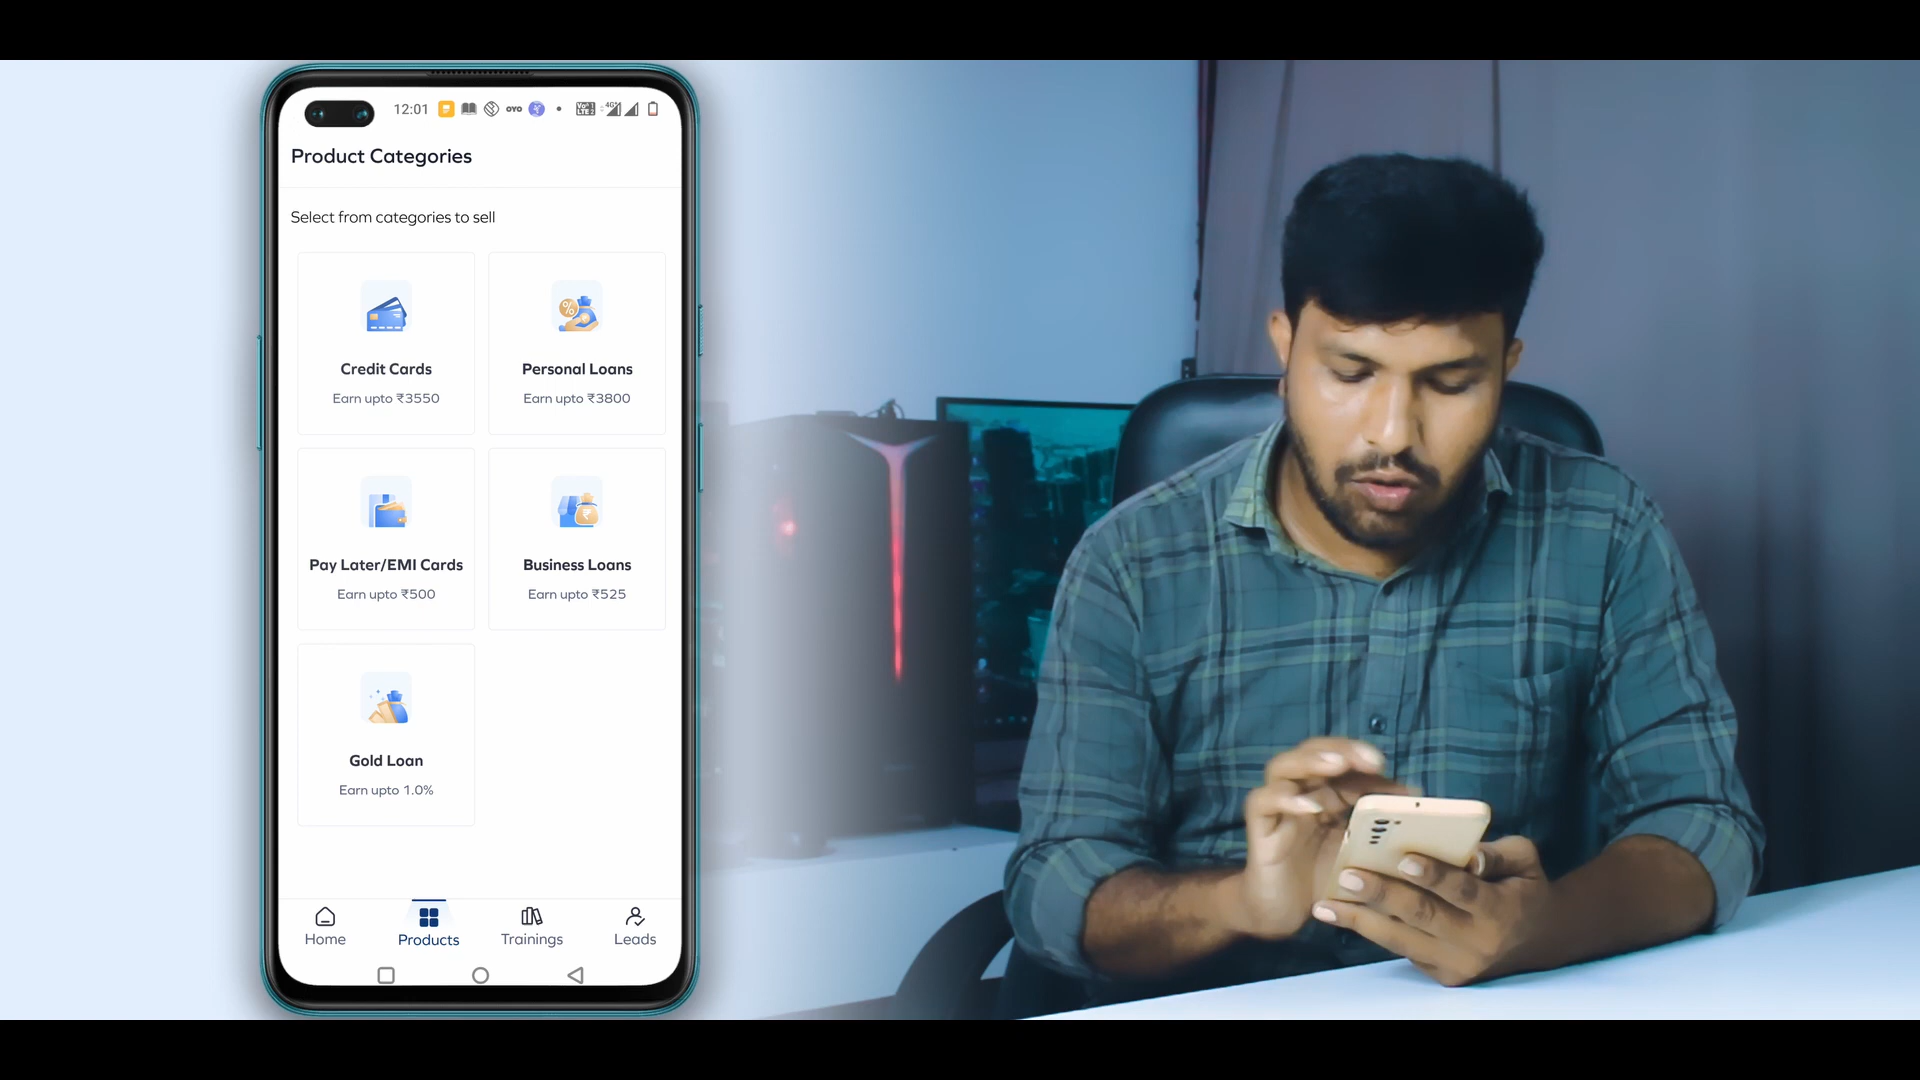 12:01
OYO
4G
Product Categories
Select from categories to sell
Credit Cards
Earn upto ₹3550
Personal Loans
Earn upto ₹3800
Pay Later/EMI Cards
Earn upto ₹500
Business Loans
Earn upto ₹525
Gold Loan
Earn upto 1.0%
Home
Products
Trainings
Leads